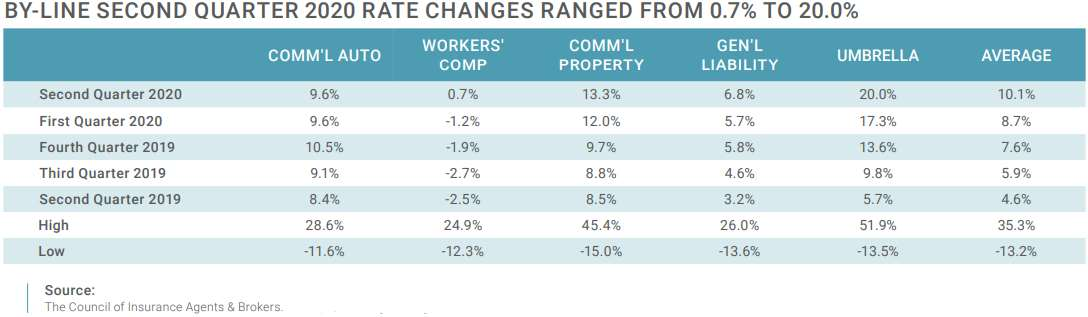 BY-LINE SECOND QUARTER 2020 RATE CHANGES RANGED FROM 0.7% TO 20.0%
COMM'L AUTO WORKERS' COMP COMM'L PROPERTY GEN'L LIABILITY UMBRELLA AVERAGE
Second Quarter 2020 9.6% 0.7% 13.3% 6.8% 20.0% 10.1%
First Quarter 2020 9.6% -1.2% 12.0% 5.7% 17.3% 8.7%
Fourth Quarter 2019 10.5% -1.9% 9.7% 5.8% 13.6% 7.6%
Third Quarter 2019 9.1% -2.7% 8.8% 4.6% 9.8% 5.9%
Second Quarter 2019 8.4% -2.5% 8.5% 3.2% 5.7% 4.6%
High 28.6% 24.9% 45.4% 26.0% 51.9% 35.3%
Low -11.6% -12.3% -15.0% -13.6% -13.5% -13.2%
Source:
The Council of Insurance Agents & Brokers.